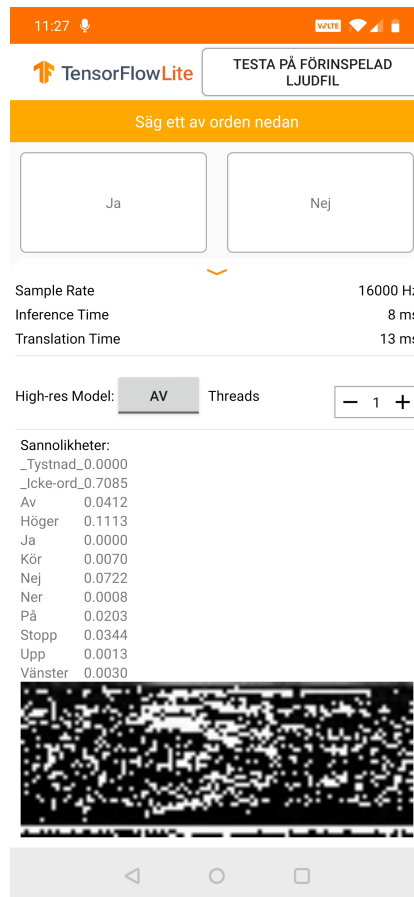 11:27
VoLTE
TensorFlowLite
TESTA PÅ FÖRINSPELAD
LJUDFIL
Säg ett av orden nedan
Ja
Nej
Sample Rate 16000 Hz
Inference Time 8 ms
Translation Time 13 ms
High-res Model: AV Threads 1
Sannolikheter:
_Tystnad_0.0000
_Icke-ord_0.7085
Av 0.0412
Höger 0.1113
Ja 0.0000
Kör 0.0070
Nej 0.0722
Ner 0.0008
På 0.0203
Stopp 0.0344
Upp 0.0013
Vänster 0.0030